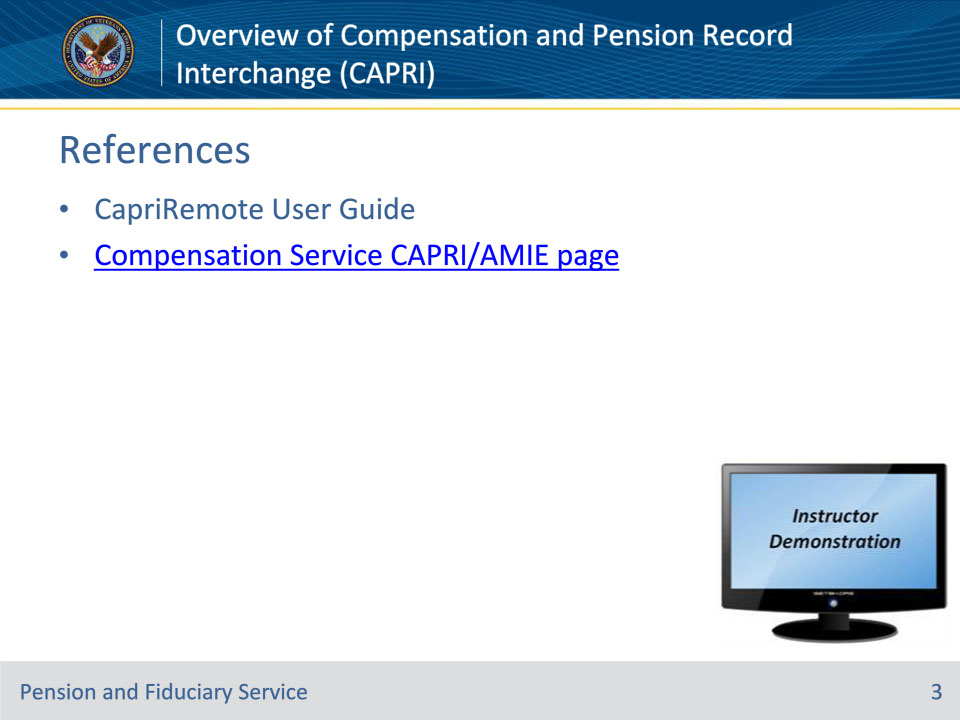 Overview of Compensation and Pension Record
Interchange (CAPRI)
References
• CapriRemote User Guide
• Compensation Service CAPRI/AMIE page
Instructor
Demonstration
Pension and Fiduciary Service
3